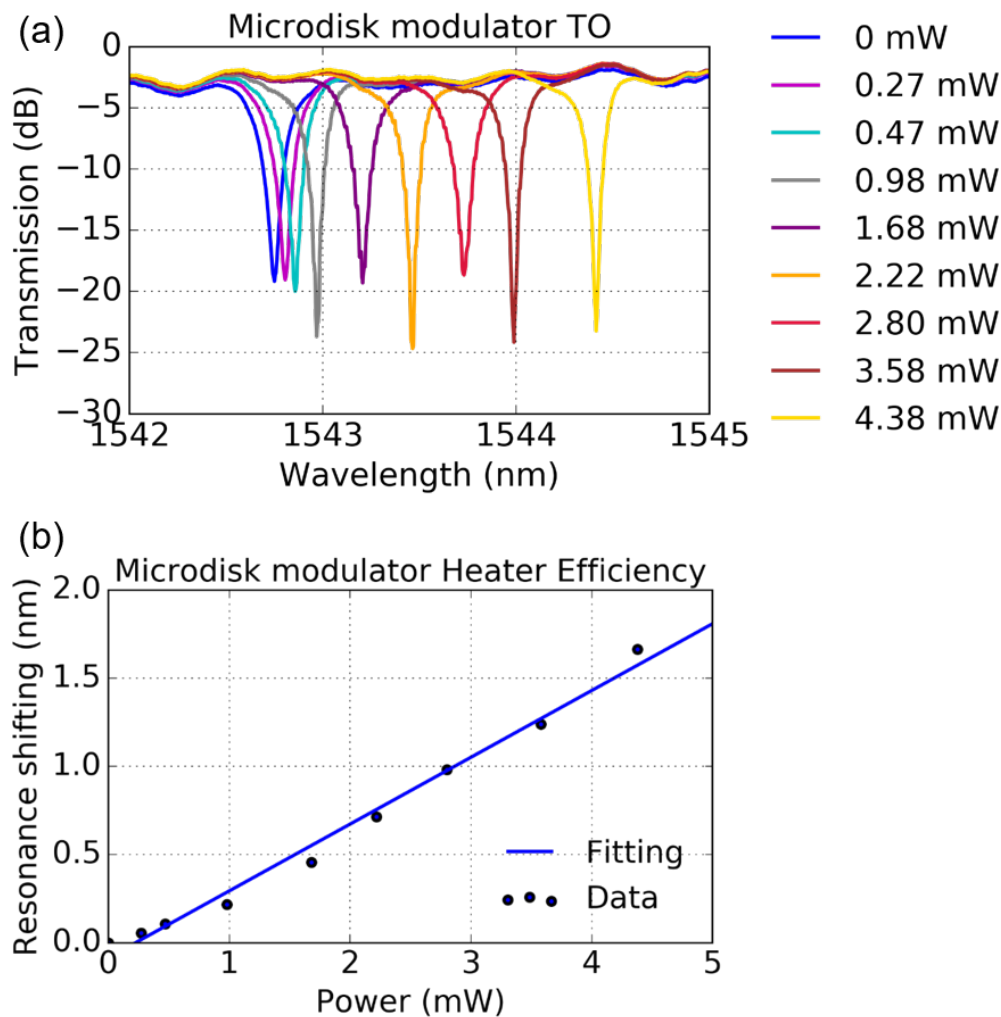 (a)
Microdisk modulator TO
0
−5
−10
−15
−20
−25
−30
Transmission (dB)
1542
1543
1544
1545
Wavelength (nm)
0 mW
0.27 mW
0.47 mW
0.98 mW
1.68 mW
2.22 mW
2.80 mW
3.58 mW
4.38 mW
(b)
Microdisk modulator Heater Efficiency
2.0
1.5
1.0
0.5
0.0
Resonance shifting (nm)
Fitting
Data
0
1
2
3
4
5
Power (mW)